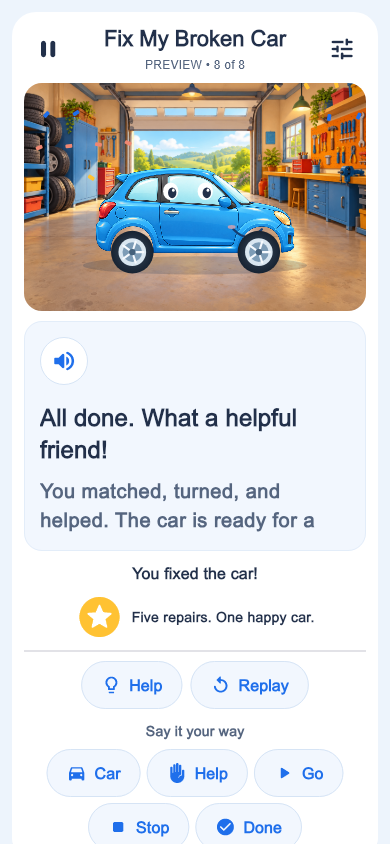 Fix My Broken Car
PREVIEW • 8 of 8
All done. What a helpful
friend!
You matched, turned, and
helped. The car is ready for a
You fixed the car!
Five repairs. One happy car.
Help
Replay
Say it your way
Car
Help
Go
Stop
Done